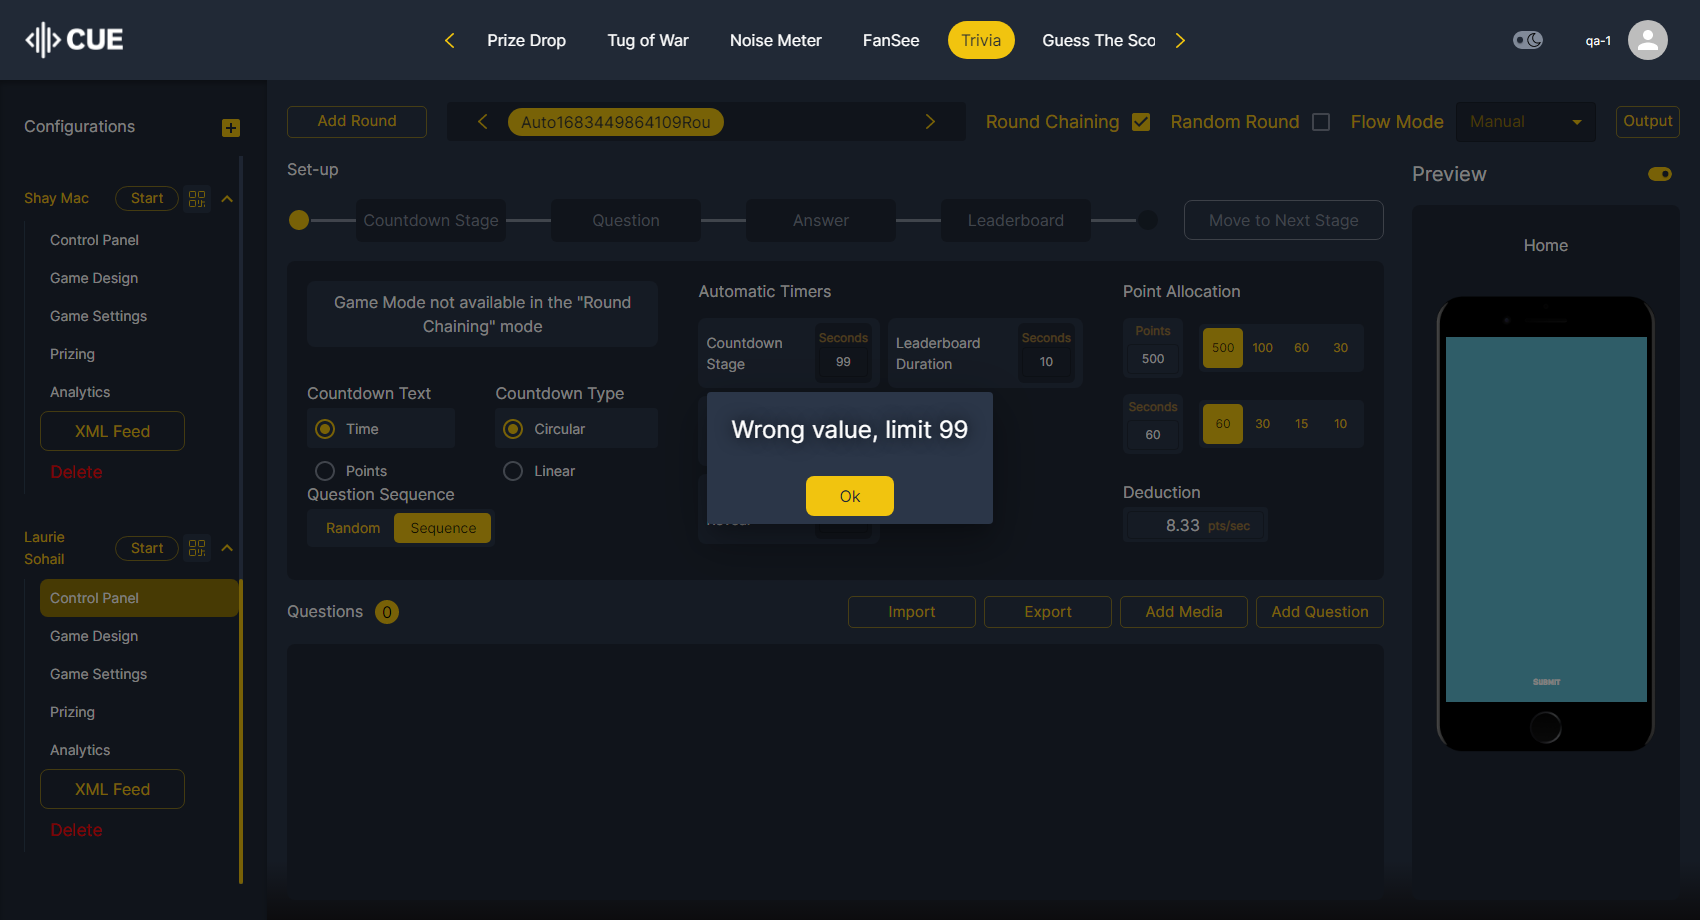 CUE
Prize Drop
Tug of War
Noise Meter
FanSee
Trivia
Guess The Sco
qa-1
Configurations
Add Round
Auto1683449864109Rou
Round Chaining
Random Round
Flow Mode
Manual
Output
Shay Mac
Start
Control Panel
Game Design
Game Settings
Prizing
Analytics
XML Feed
Delete
Laurie
Sohail
Start
Control Panel
Game Design
Game Settings
Prizing
Analytics
XML Feed
Delete
Set-up
Countdown Stage
Question
Answer
Leaderboard
Move to Next Stage
Game Mode not available in the "Round
Chaining" mode
Countdown Text
Time
Points
Countdown Type
Circular
Linear
Question Sequence
Random
Sequence
Automatic Timers
Countdown
Stage
Seconds
99
Leaderboard
Duration
Seconds
10
Wrong value, limit 99
Ok
Point Allocation
Points
500
500
100
60
30
Seconds
60
60
30
15
10
Deduction
8.33 pts/sec
Questions
0
Import
Export
Add Media
Add Question
Preview
Home
SUBMIT